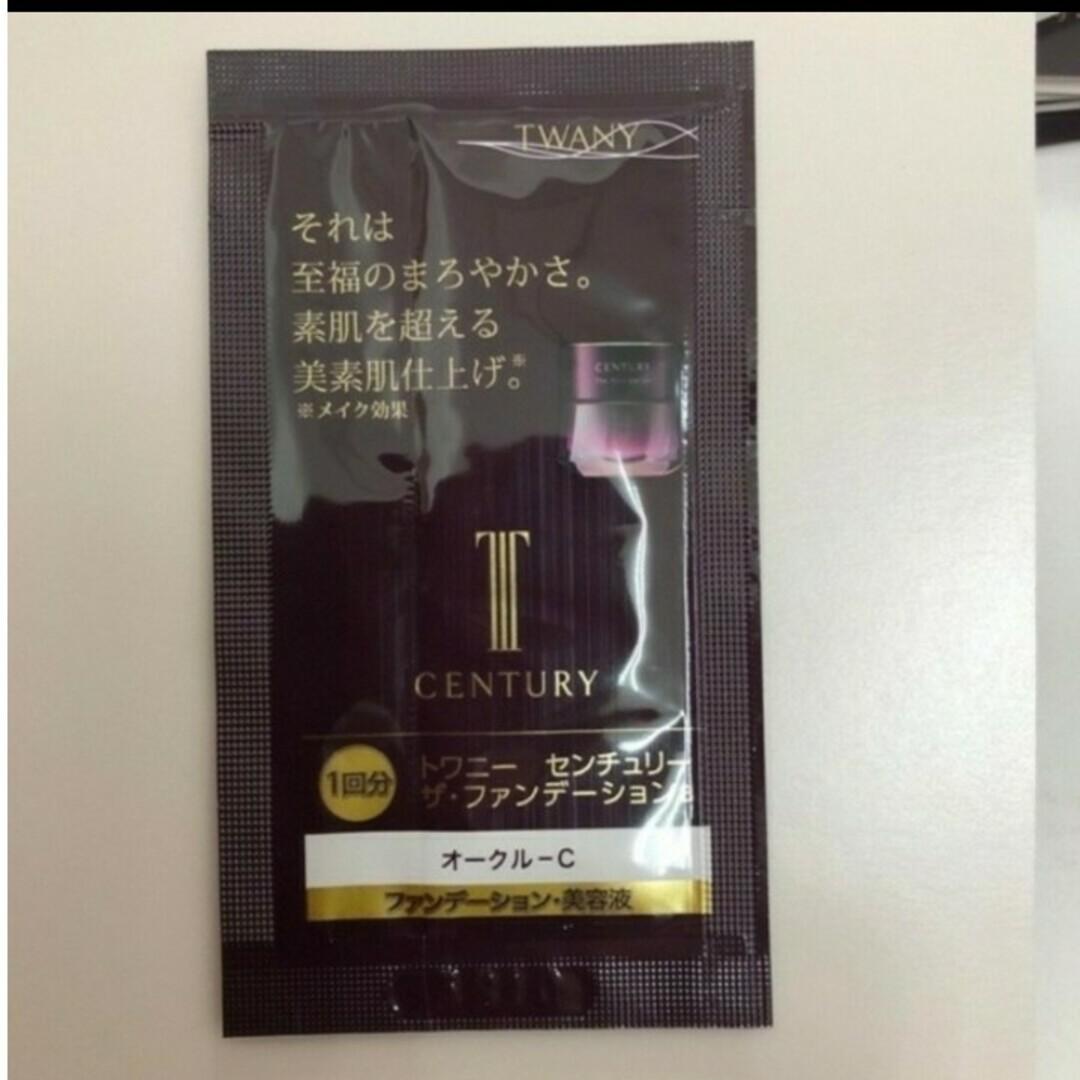 TWANY
それは
至福のまろやかさ。
素肌を超える
美素肌仕上げ。※
※メイク効果
CENTURY
T
CENTURY
1回分
トワニー センチュリー
ザ・ファンデーション
オークル-C
ファンデーション・美容液